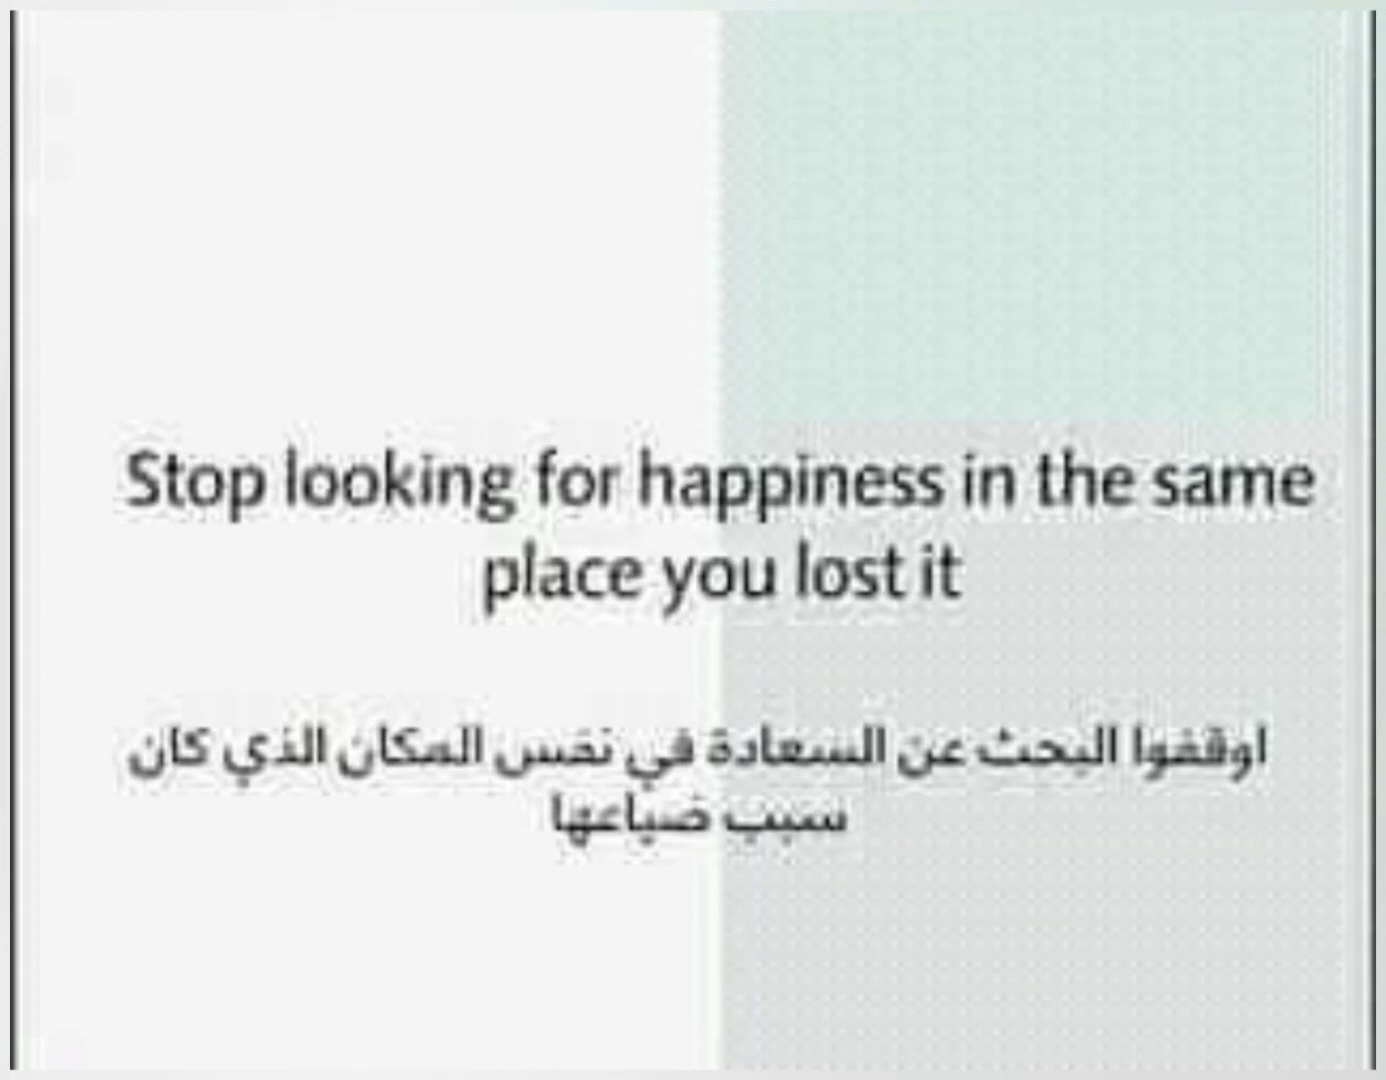 Stop looking for happiness in the same
place you lost it
اوقفوا البحث عن السعادة في نفس المكان الذي كان
سبب ضياعها